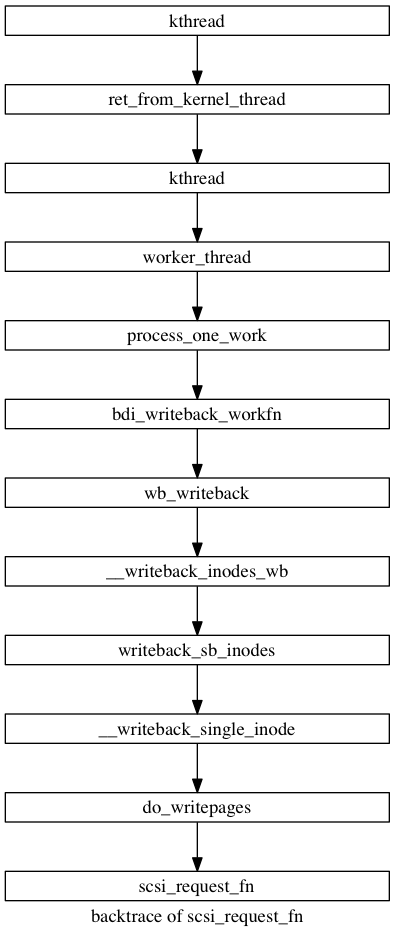 kthread
ret_from_kernel_thread
kthread
worker_thread
process_one_work
bdi_writeback_workfn
wb_writeback
__writeback_inodes_wb
writeback_sb_inodes
__writeback_single_inode
do_writepages
scsi_request_fn
backtrace of scsi_request_fn